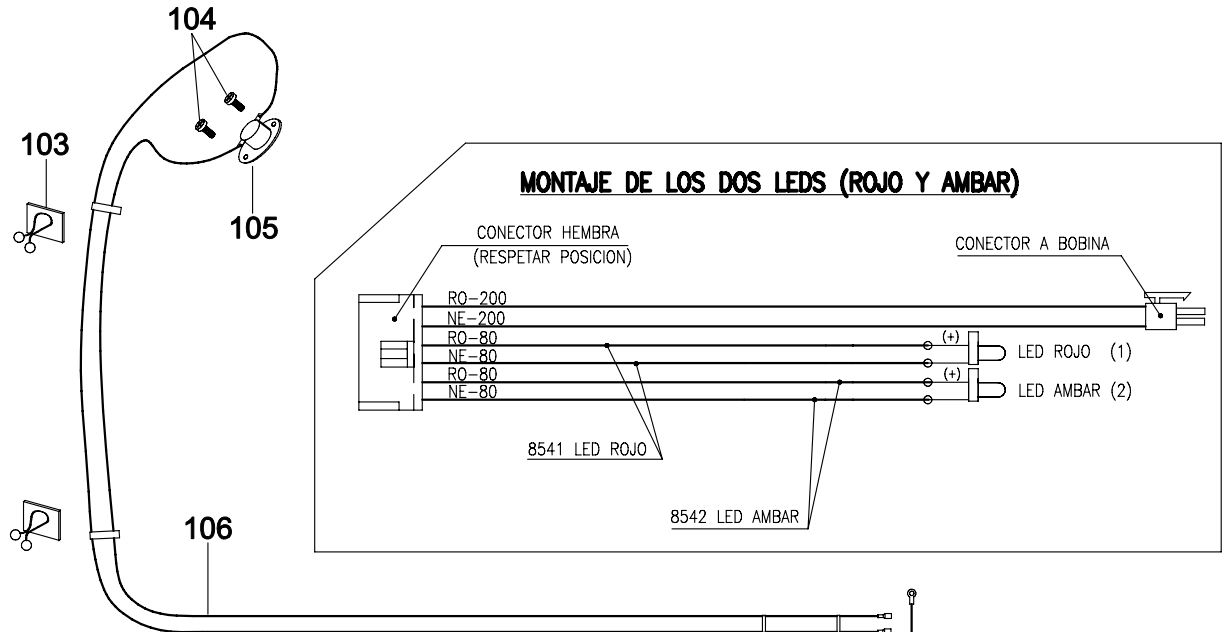 104
103
105
MONTAJE DE LOS DOS LEDS (ROJO Y AMBAR)
CONECTOR HEMBRA
(RESPETAR POSICION)
CONECTOR A BOBINA
RO-200
NE-200
RO-80
(+)
LED ROJO (1)
NE-80
RO-80
(+)
LED AMBAR (2)
NE-80
8541 LED ROJO
8542 LED AMBAR
106